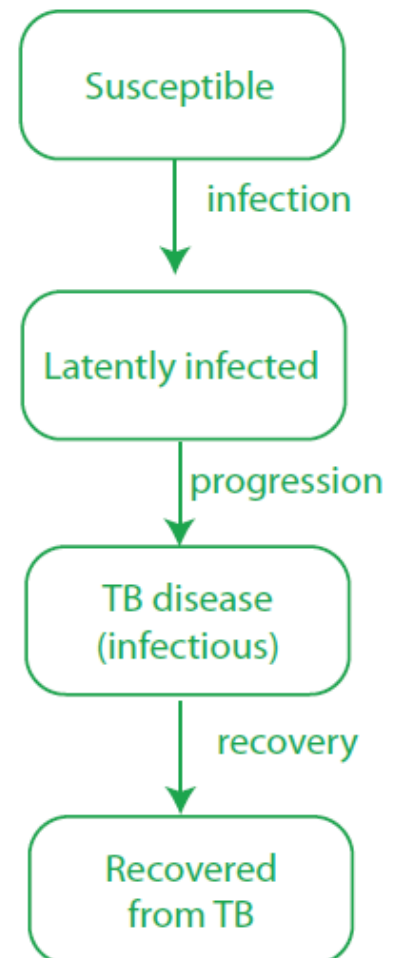 Susceptible
infection
Latently infected
progression
TB disease
(infectious)
recovery
Recovered
from TB